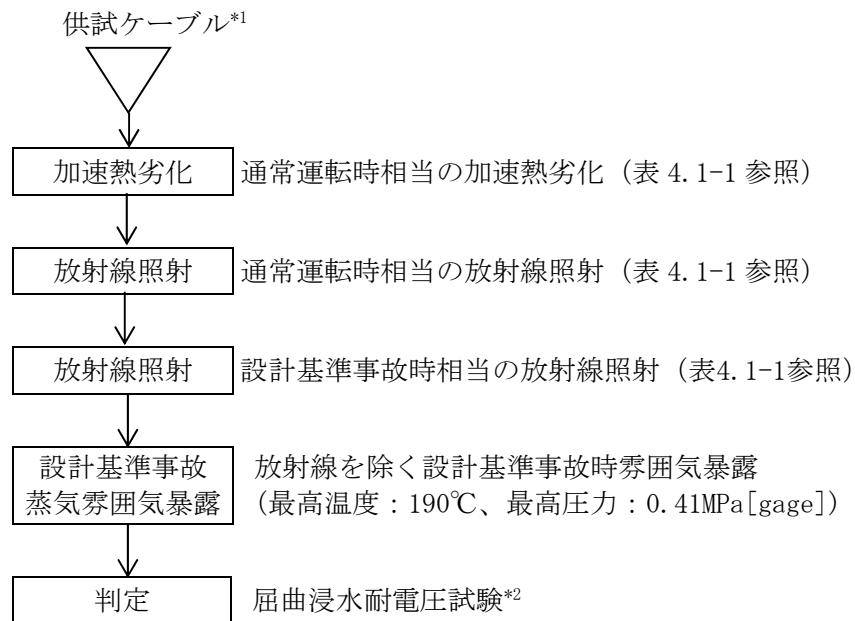 供試ケーブル*1
加速熱劣化 通常運転時相当の加速熱劣化（表 4.1-1 参照）
放射線照射 通常運転時相当の放射線照射（表 4.1-1 参照）
放射線照射 設計基準事故時相当の放射線照射（表4.1-1参照）
設計基準事故 放射線を除く設計基準事故時雰囲気暴露
蒸気雰囲気暴露 （最高温度：190℃、最高圧力：0.41MPa[gage]）
判定 屈曲浸水耐電圧試験*2